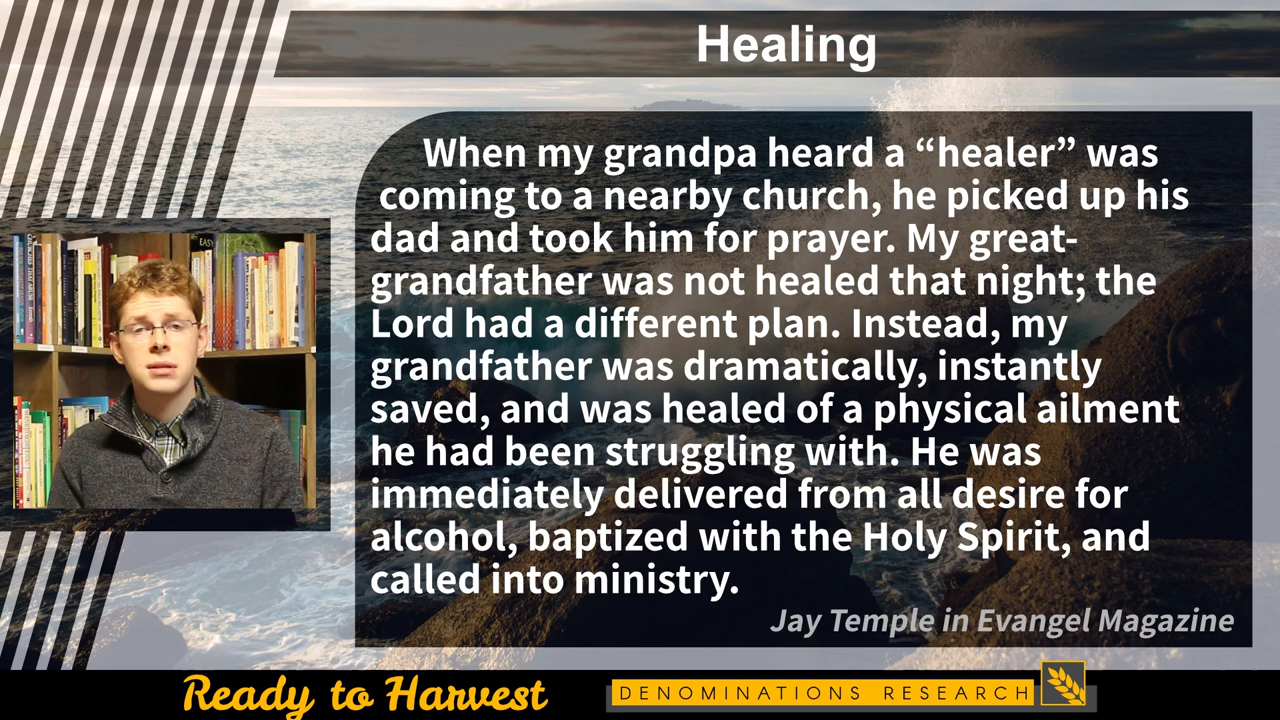 Healing
When my grandpa heard a “healer” was
coming to a nearby church, he picked up his
dad and took him for prayer. My great-
grandfather was not healed that night; the
Lord had a different plan. Instead, my
grandfather was dramatically, instantly
saved, and was healed of a physical ailment
he had been struggling with. He was
immediately delivered from all desire for
alcohol, baptized with the Holy Spirit, and
called into ministry.
Jay Temple in Evangel Magazine
Ready to Harvest
DENOMINATIONS RESEARCH